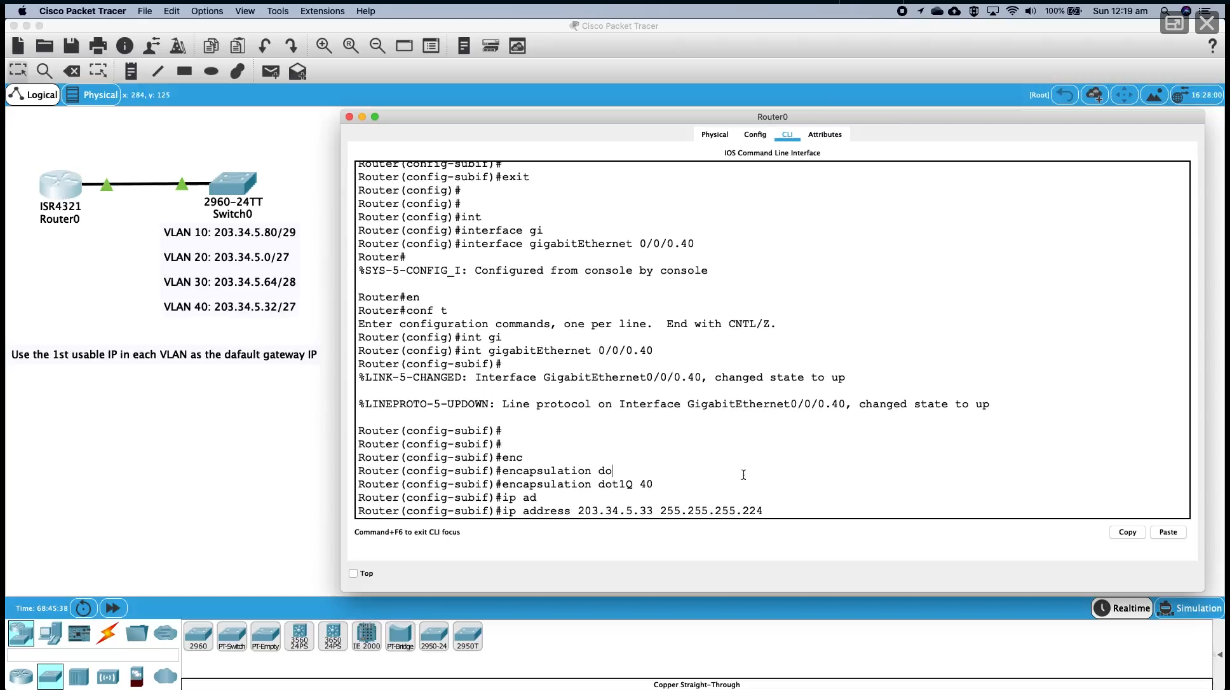 Cisco Packet Tracer File Edit Options View Tools Extensions Help
100% Sun 12:19 am
Cisco Packet Tracer
Logical Physical x: 284, y: 125 [Root] 16:28:00
Router0
Physical Config CLI Attributes
IOS Command Line Interface
Router(config-subif)#
Router(config-subif)#exit
Router(config)#
Router(config)#
Router(config)#int
Router(config)#interface gi
Router(config)#interface gigabitEthernet 0/0/0.40
Router#
%SYS-5-CONFIG_I: Configured from console by console
Router#en
Router#conf t
Enter configuration commands, one per line.  End with CNTL/Z.
Router(config)#int gi
Router(config)#int gigabitEthernet 0/0/0.40
Router(config-subif)#
%LINK-5-CHANGED: Interface GigabitEthernet0/0/0.40, changed state to up
%LINEPROTO-5-UPDOWN: Line protocol on Interface GigabitEthernet0/0/0.40, changed state to up
Router(config-subif)#
Router(config-subif)#
Router(config-subif)#enc
Router(config-subif)#encapsulation do
Router(config-subif)#encapsulation dot1Q 40
Router(config-subif)#ip ad
Router(config-subif)#ip address 203.34.5.33 255.255.255.224
Command+F6 to exit CLI focus
Copy Paste
Top
ISR4321
Router0
2960-24TT
Switch0
VLAN 10: 203.34.5.80/29
VLAN 20: 203.34.5.0/27
VLAN 30: 203.34.5.64/28
VLAN 40: 203.34.5.32/27
Use the 1st usable IP in each VLAN as the dafault gateway IP
Time: 68:45:38
Realtime Simulation
2960 PT-Switch PT-Empty 3560 24PS 3650 24PS IE 2000 PT-Bridge 2950-24 2950T
Copper Straight-Through